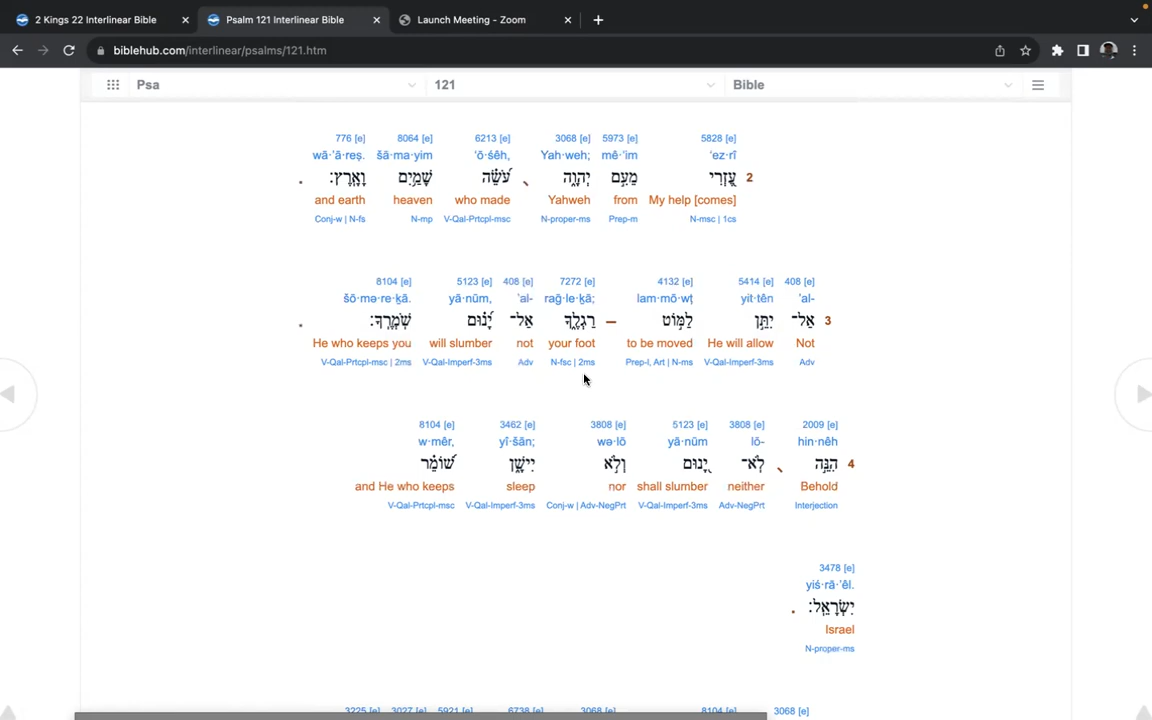 2 Kings 22 Interlinear Bible Psalm 121 Interlinear Bible Launch Meeting - Zoom
biblehub.com/interlinear/psalms/121.htm
Psa 121 Bible
776 [e] 8064 [e] 6213 [e] 3068 [e] 5973 [e] 5828 [e]
wā·’ā·reṣ. šā·ma·yim ‘ō·śêh, Yah·weh; mê·‘im ‘ez·rî
2 עֶ֭זְרִי מֵעִ֣ם יְהוָ֑ה 、 עֹ֝שֵׂ֗ה שָׁמַ֥יִם וָאָֽרֶץ׃ .
and earth heaven who made Yahweh from My help [comes]
Conj-w | N-fs N-mp V-Qal-Prtcpl-msc N-proper-ms Prep-m N-msc | 1cs
8104 [e] 5123 [e] 408 [e] 7272 [e] 4132 [e] 5414 [e] 408 [e]
šō·mə·re·ḵā. yā·nūm, ’al- raḡ·le·ḵā; lam·mō·wṭ yit·tên ’al-
3 אַל־ יִתֵּ֣ן לַמּ֣וֹט — רַגְלֶ֑ךָ אַל־ יָ֝נ֗וּם שֹֽׁמְרֶֽךָ׃ .
He who keeps you will slumber not your foot to be moved He will allow Not
V-Qal-Prtcpl-msc | 2ms V-Qal-Imperf-3ms Adv N-fsc | 2ms Prep-l, Art | N-ms V-Qal-Imperf-3ms Adv
8104 [e] 3462 [e] 3808 [e] 5123 [e] 3808 [e] 2009 [e]
w·mêr, yî·šān; wə·lō yā·nūm lō- hin·nêh
4 הִנֵּ֣ה 、 לֹֽא־ יָ֭נוּם וְלֹ֣א יִישָׁ֑ן שׁ֝וֹמֵ֗ר
and He who keeps sleep nor shall slumber neither Behold
V-Qal-Prtcpl-msc V-Qal-Imperf-3ms Conj-w | Adv-NegPrt V-Qal-Imperf-3ms Adv-NegPrt Interjection
3478 [e]
yiś·rā·’êl.
יִשְׂרָאֵֽל׃ .
Israel
N-proper-ms
3225 [e] 3027 [e] 5921 [e] 6738 [e] 3068 [e] 8104 [e] 3068 [e]